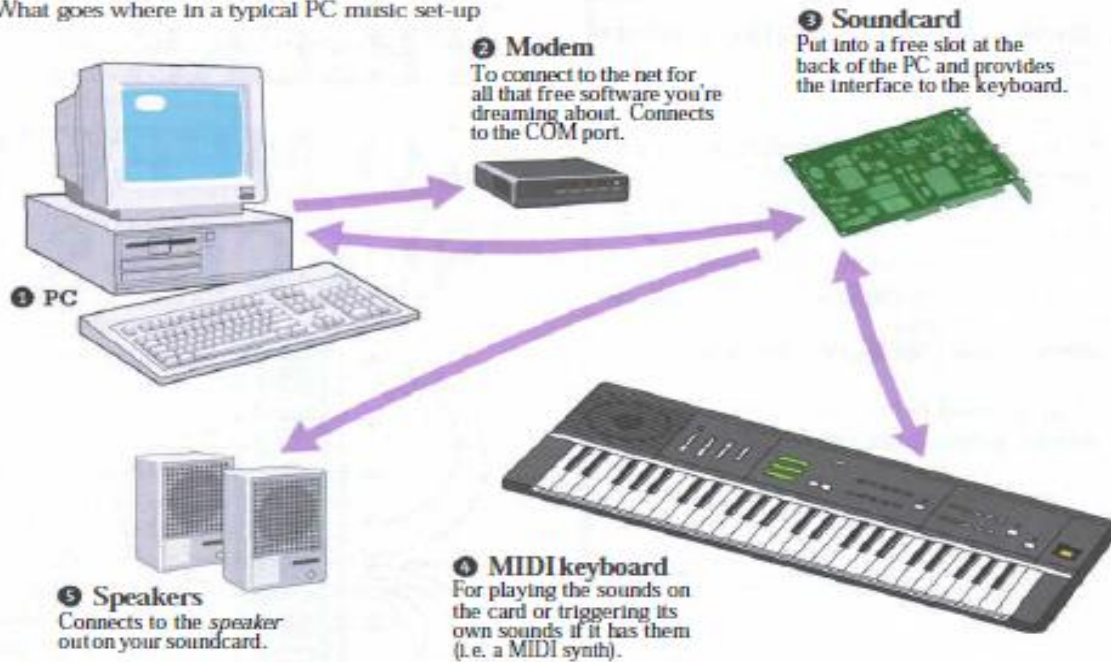 What goes where in a typical PC music set-up
❶ PC
❷ Modem
To connect to the net for
all that free software you're
dreaming about. Connects
to the COM port.
❸ Soundcard
Put into a free slot at the
back of the PC and provides
the interface to the keyboard.
❹ MIDI keyboard
For playing the sounds on
the card or triggering its
own sounds if it has them
(i.e. a MIDI synth).
❺ Speakers
Connects to the speaker
out on your soundcard.